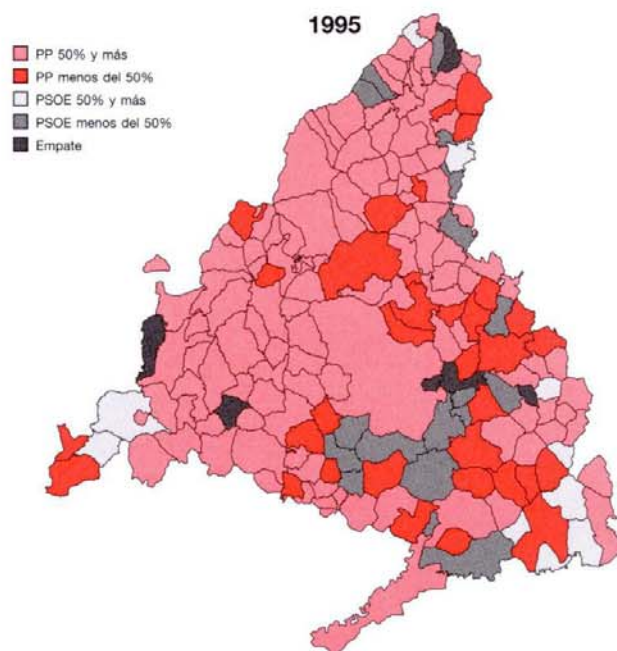 1995
PP 50% y más
PP menos del 50%
PSOE 50% y más
PSOE menos del 50%
Empate